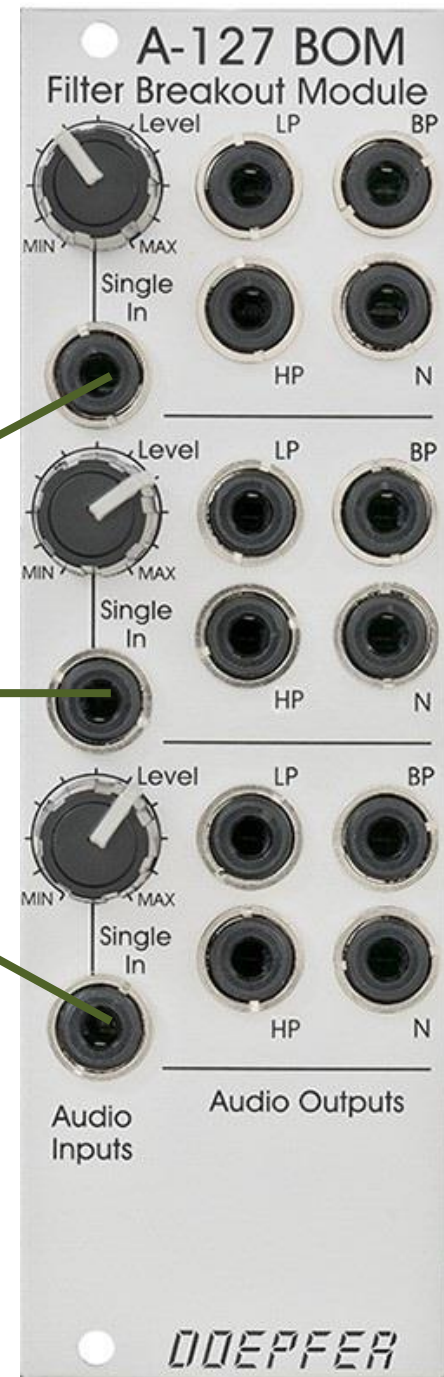 A-127 BOM
Filter Breakout Module
Level LP BP
MIN MAX
Single
In
HP N
Level LP BP
MIN MAX
Single
In
HP N
Level LP BP
MIN MAX
Single
In
HP N
Audio
Inputs
Audio Outputs
DOEPFER